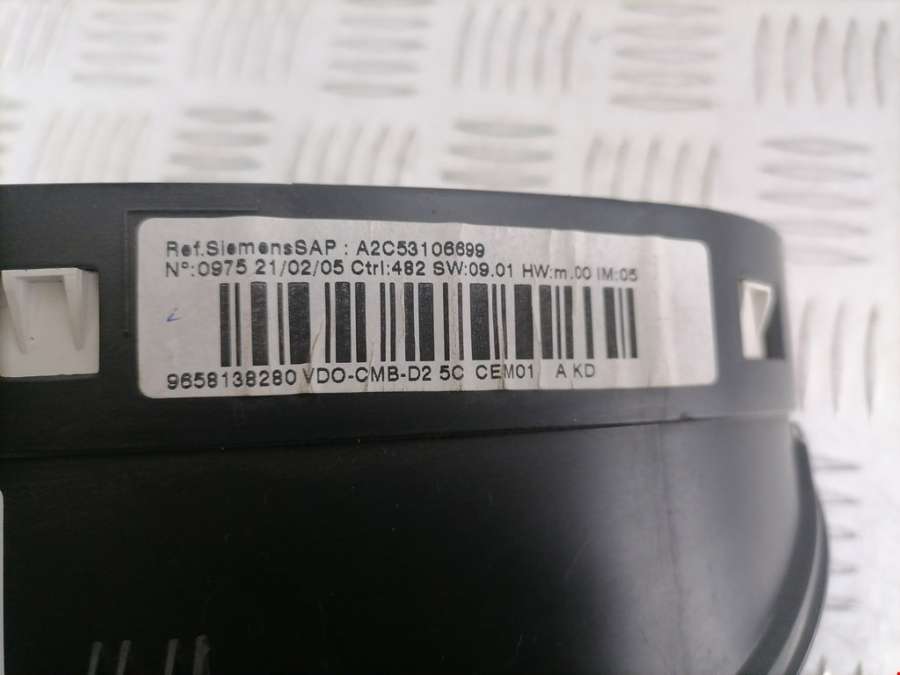 Ref.SiemensSAP : A2C53106699
Nº:0975 21/02/05 Ctrl:482 SW:09.01 HW:m.00 IM:05
9658138280 VDO-CMB-D2 5C CEM01 A KD